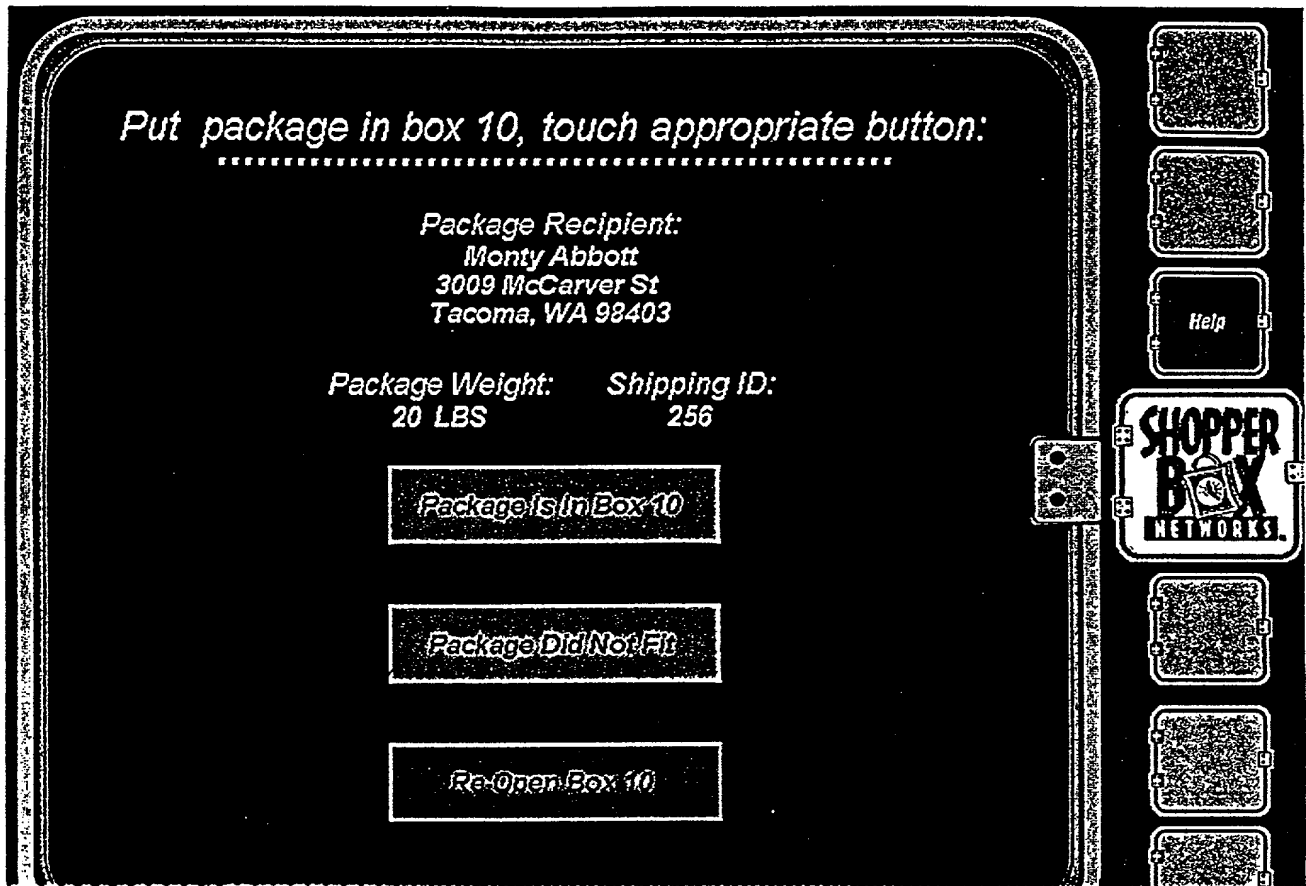 Put package in box 10, touch appropriate button:
Package Recipient:
Monty Abbott
3009 McCarver St
Tacoma, WA 98403
Package Weight: Shipping ID:
20 LBS 256
Package Is In Box 10
Package Did Not Fit
Re-Open Box 10
Help
SHOPPER
BOX
NETWORKS